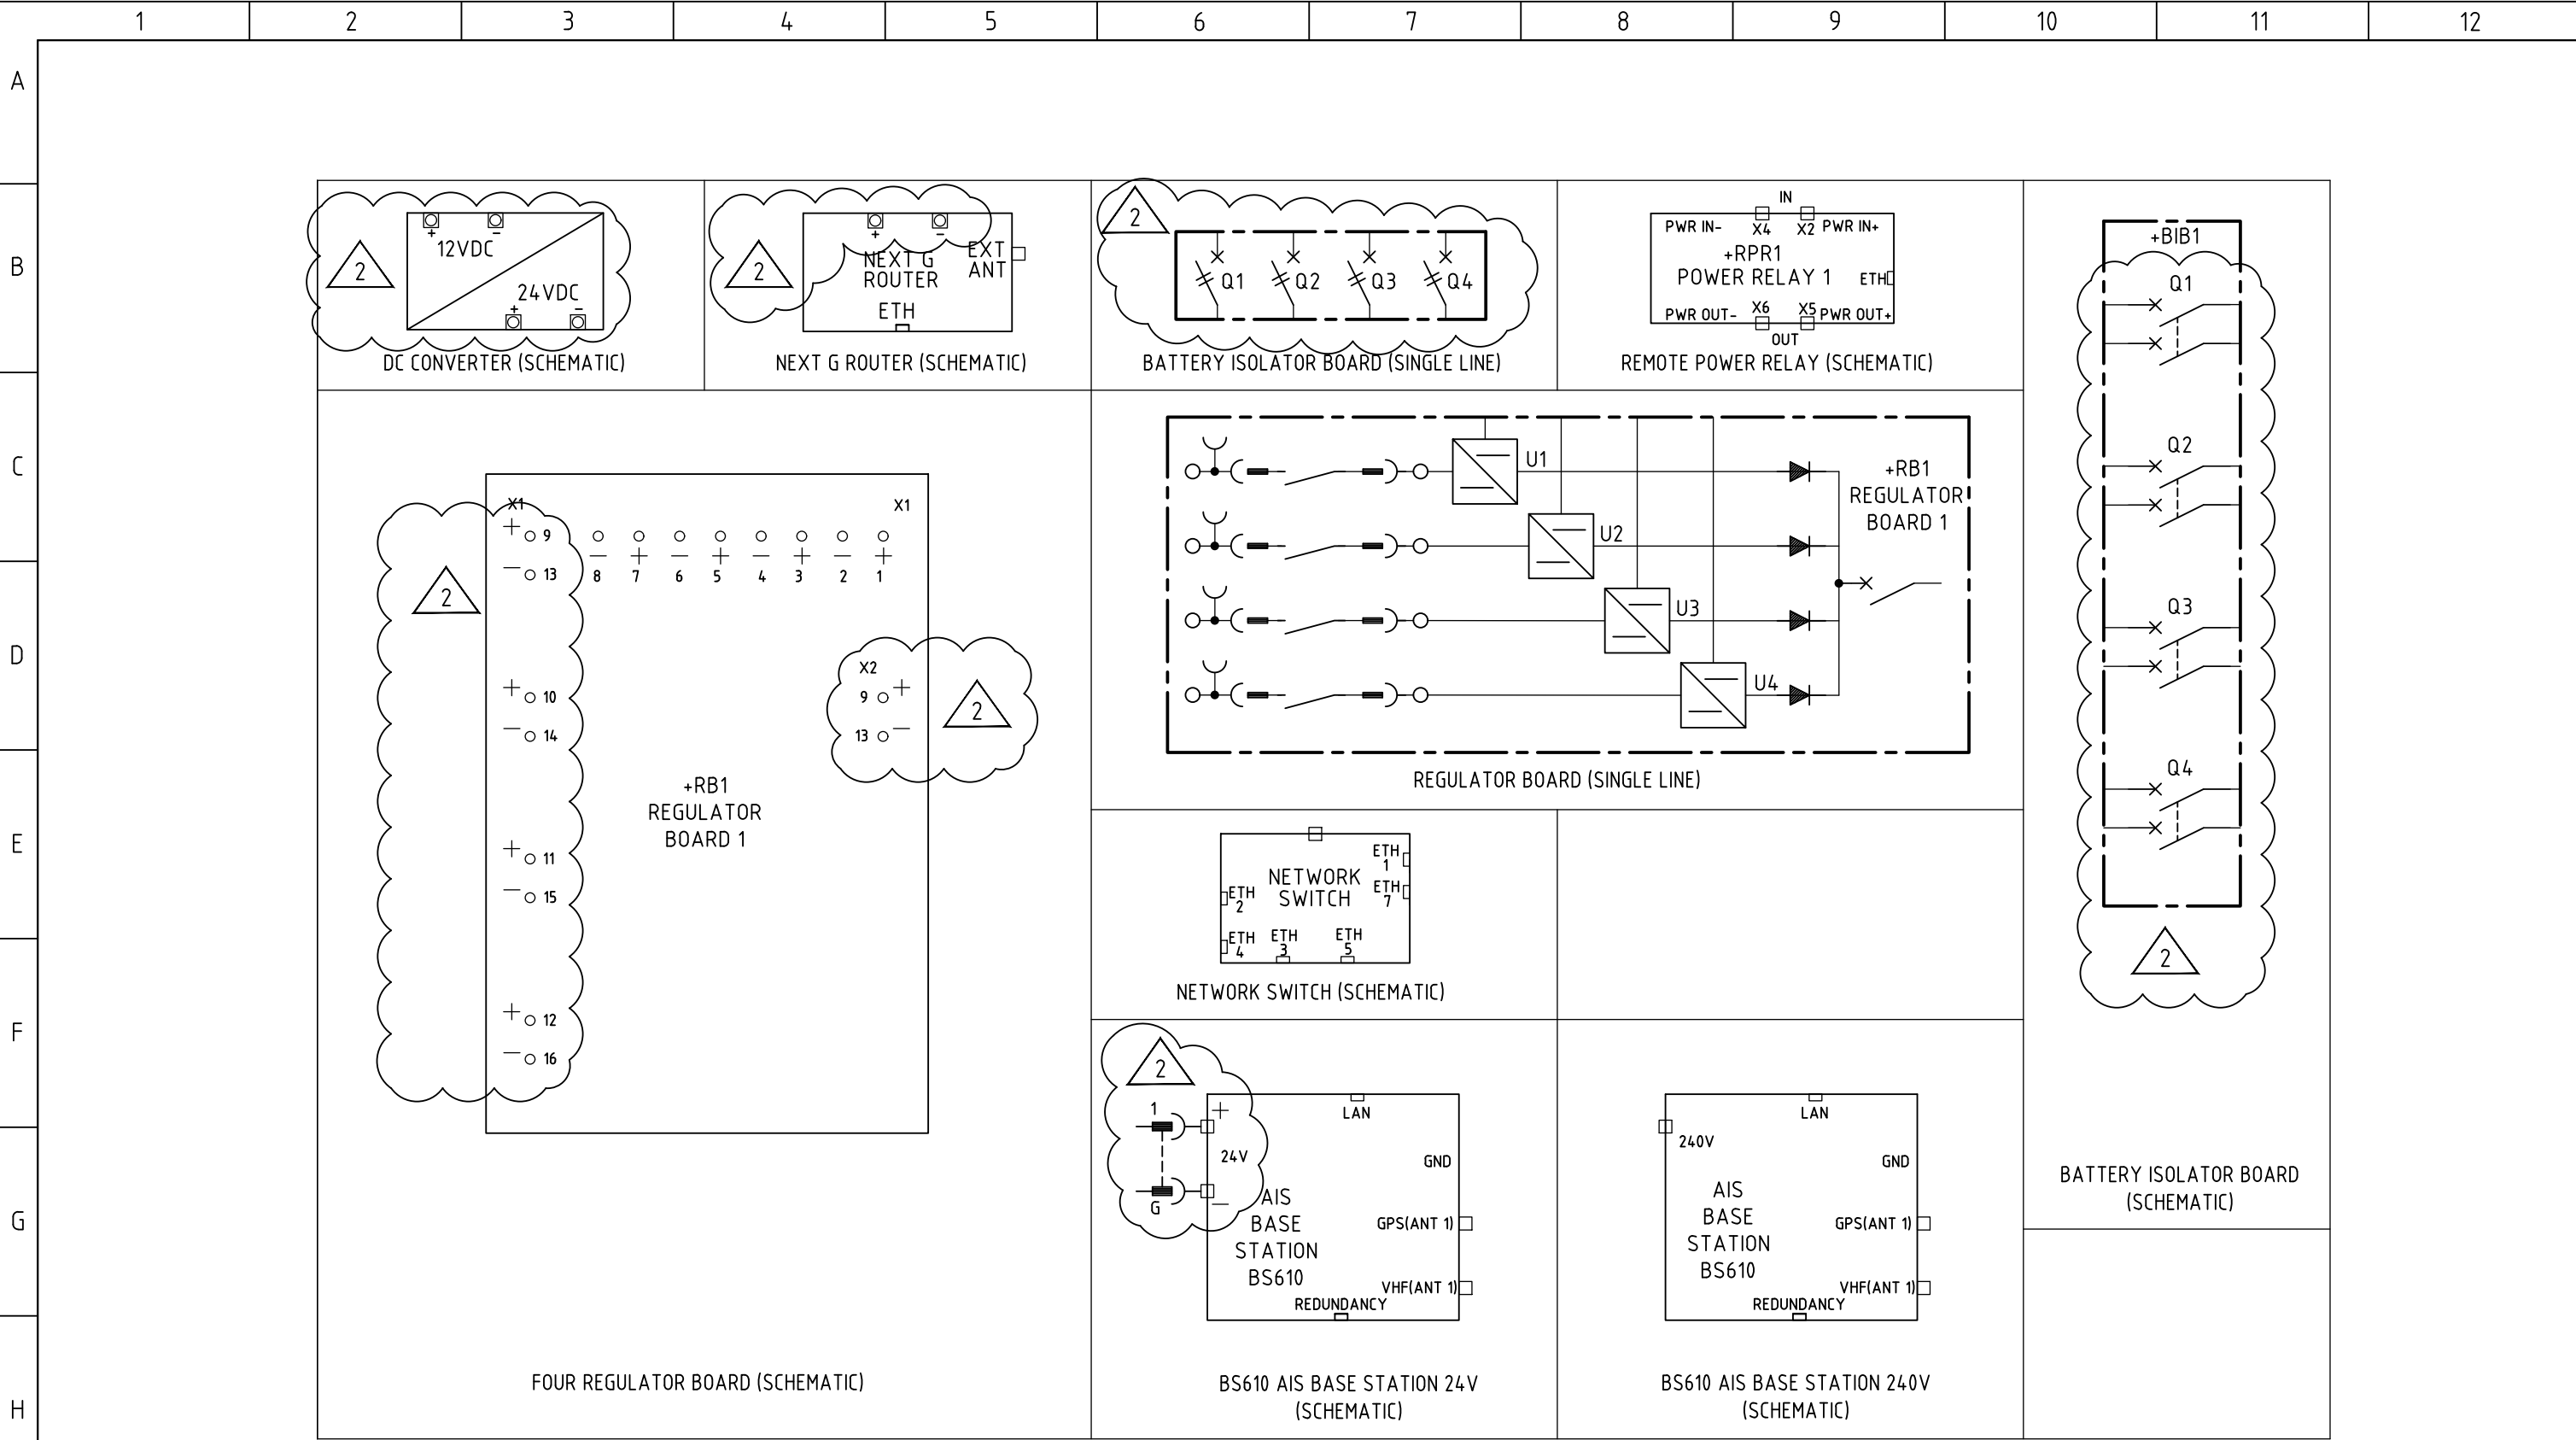 1 2 3 4 5 6 7 8 9 10 11 12
A
B
C
D
E
F
G
H
2
+ -
12VDC
24VDC
+ -
DC CONVERTER (SCHEMATIC)
2
+ -
EXT
ANT
NEXT G
ROUTER
ETH
NEXT G ROUTER (SCHEMATIC)
2
Q1 Q2 Q3 Q4
BATTERY ISOLATOR BOARD (SINGLE LINE)
IN
PWR IN- X4 X2 PWR IN+
+RPR1
POWER RELAY 1 ETH
PWR OUT- X6 X5 PWR OUT+
OUT
REMOTE POWER RELAY (SCHEMATIC)
+BIB1
Q1
Q2
Q3
Q4
2
BATTERY ISOLATOR BOARD
(SCHEMATIC)
X1 X1
+ 9
- 13
- + - + - + - +
8 7 6 5 4 3 2 1
2
+ 10
- 14
X2
9 +
13 -
2
+RB1
REGULATOR
BOARD 1
+ 11
- 15
+ 12
- 16
FOUR REGULATOR BOARD (SCHEMATIC)
U1
U2
U3
U4
+RB1
REGULATOR
BOARD 1
REGULATOR BOARD (SINGLE LINE)
ETH
1
NETWORK
SWITCH
ETH
7
ETH
2
ETH
4
ETH
3
ETH
5
NETWORK SWITCH (SCHEMATIC)
2
1 +
LAN
24V
GND
G -
AIS
BASE
STATION
BS610
GPS(ANT 1)
VHF(ANT 1)
REDUNDANCY
BS610 AIS BASE STATION 24V
(SCHEMATIC)
LAN
240V
GND
AIS
BASE
STATION
BS610
GPS(ANT 1)
VHF(ANT 1)
REDUNDANCY
BS610 AIS BASE STATION 240V
(SCHEMATIC)